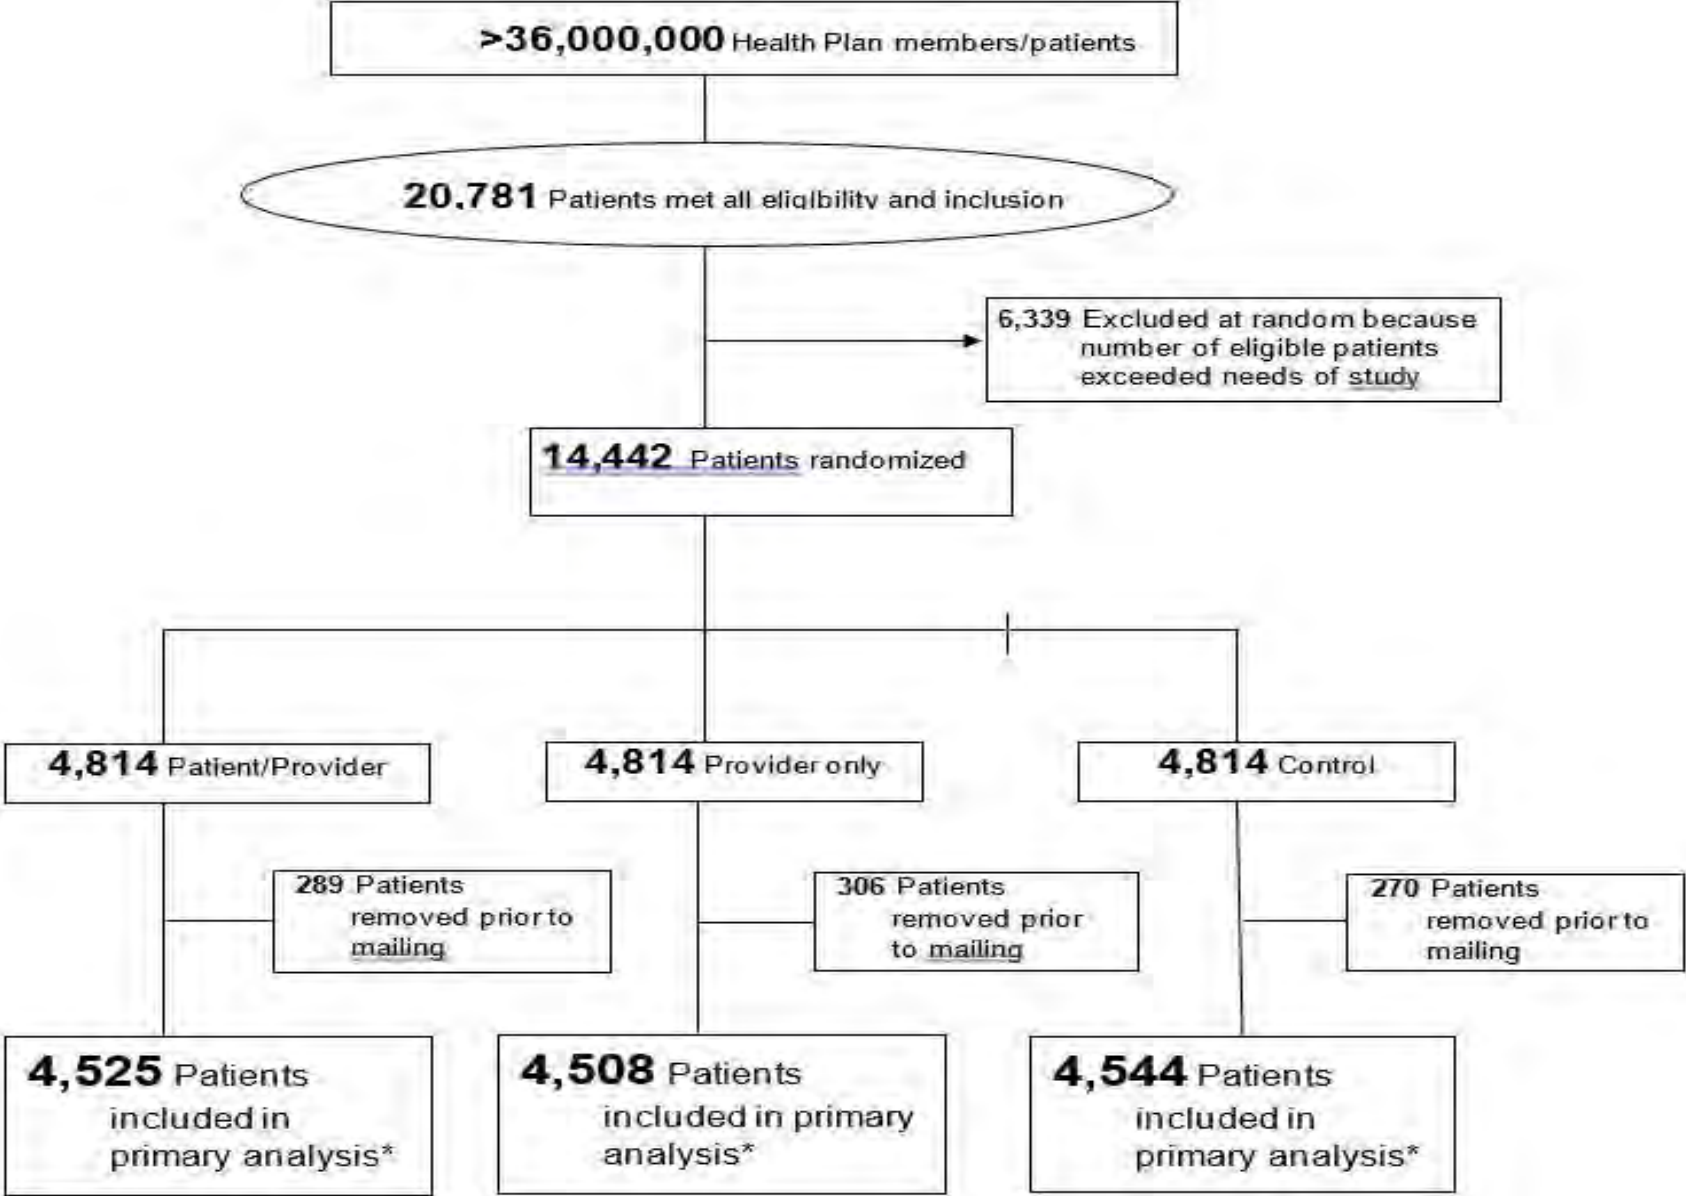 >36,000,000 Health Plan members/patients
20,781 Patients met all eligibility and inclusion
6,339 Excluded at random because
number of eligible patients
exceeded needs of study
14,442 Patients randomized
4,814 Patient/Provider
4,814 Provider only
4,814 Control
289 Patients
removed prior to
mailing
306 Patients
removed prior
to mailing
270 Patients
removed prior to
mailing
4,525 Patients
included in
primary analysis*
4,508 Patients
included in primary
analysis*
4,544 Patients
included in
primary analysis*